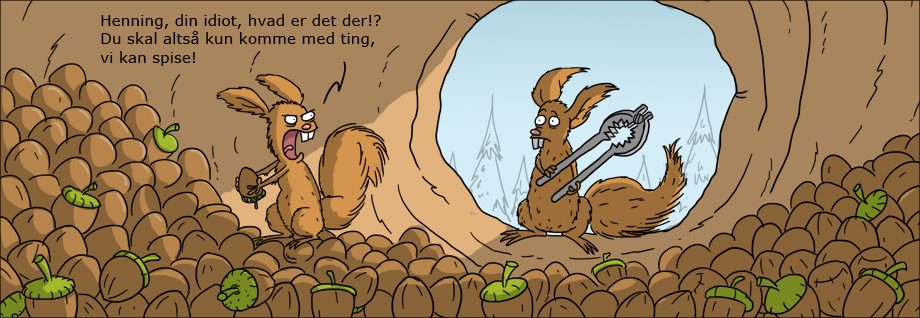 Henning, din idiot, hvad er det der!?
Du skal altså kun komme med ting,
vi kan spise!